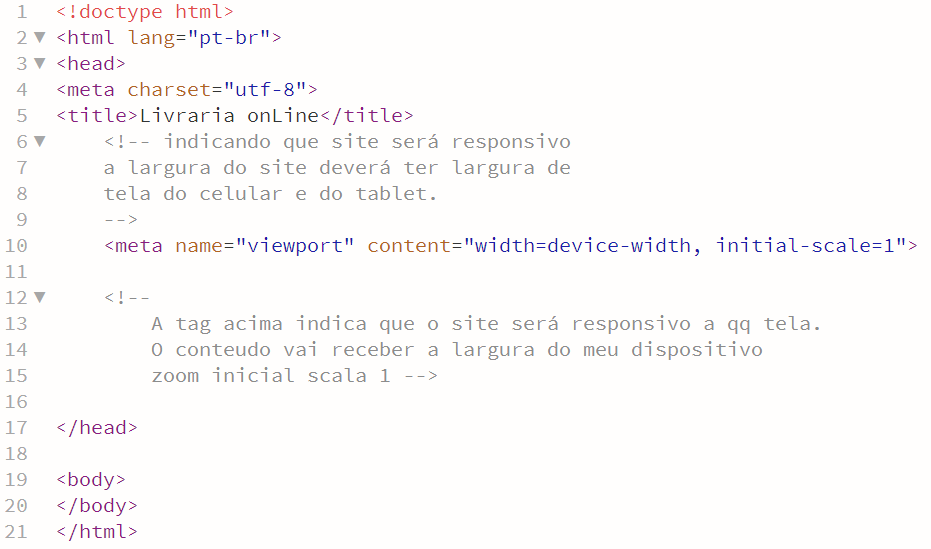 1 <!doctype html>
2 ▼ <html lang="pt-br">
3 ▼ <head>
4 <meta charset="utf-8">
5 <title>Livraria onLine</title>
6 ▼ <!-- indicando que site será responsivo
7 a largura do site deverá ter largura de
8 tela do celular e do tablet.
9 -->
10 <meta name="viewport" content="width=device-width, initial-scale=1">
11
12 ▼ <!--
13 A tag acima indica que o site será responsivo a qq tela.
14 O conteudo vai receber a largura do meu dispositivo
15 zoom inicial scala 1 -->
16
17 </head>
18
19 <body>
20 </body>
21 </html>